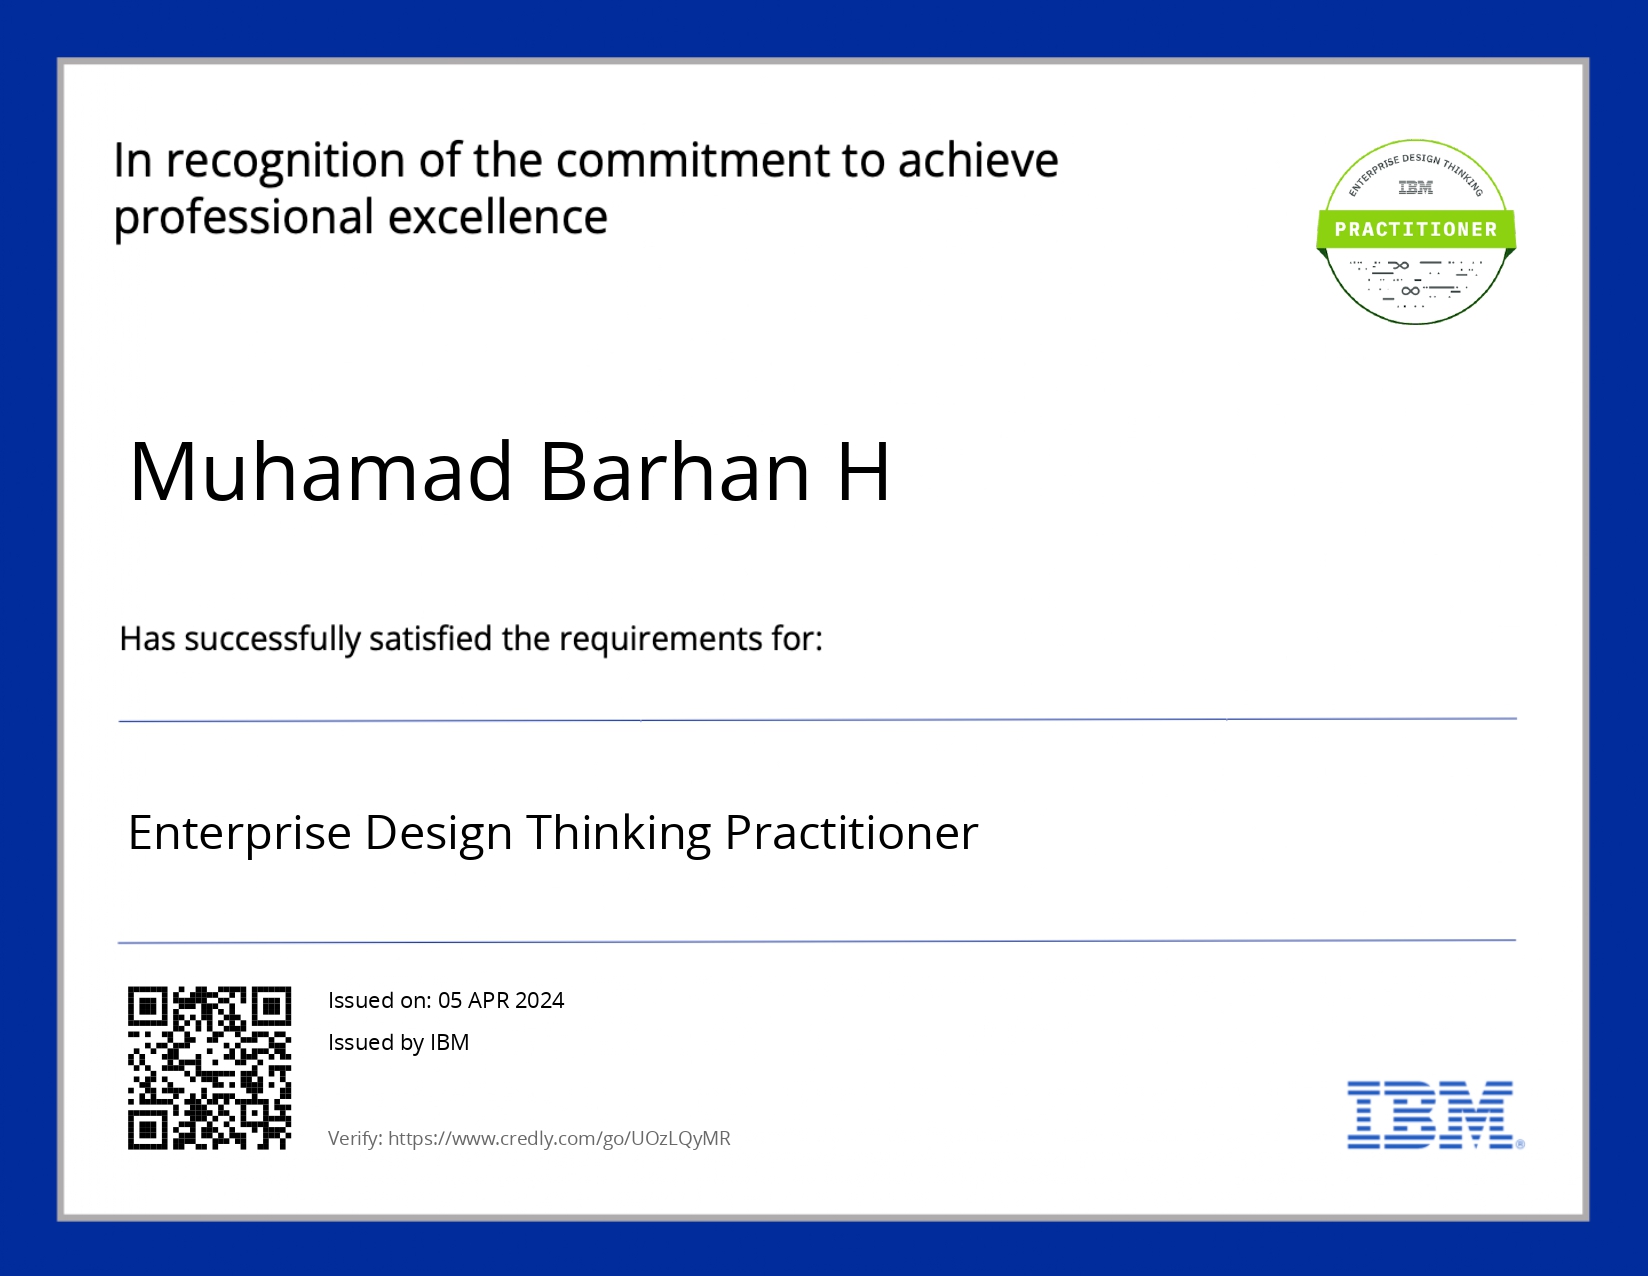 In recognition of the commitment to achieve
professional excellence
ENTERPRISE DESIGN THINKING
IBM
PRACTITIONER
Muhamad Barhan H
Has successfully satisfied the requirements for:
Enterprise Design Thinking Practitioner
Issued on: 05 APR 2024
Issued by IBM
Verify: https://www.credly.com/go/UOzLQyMR
IBM®